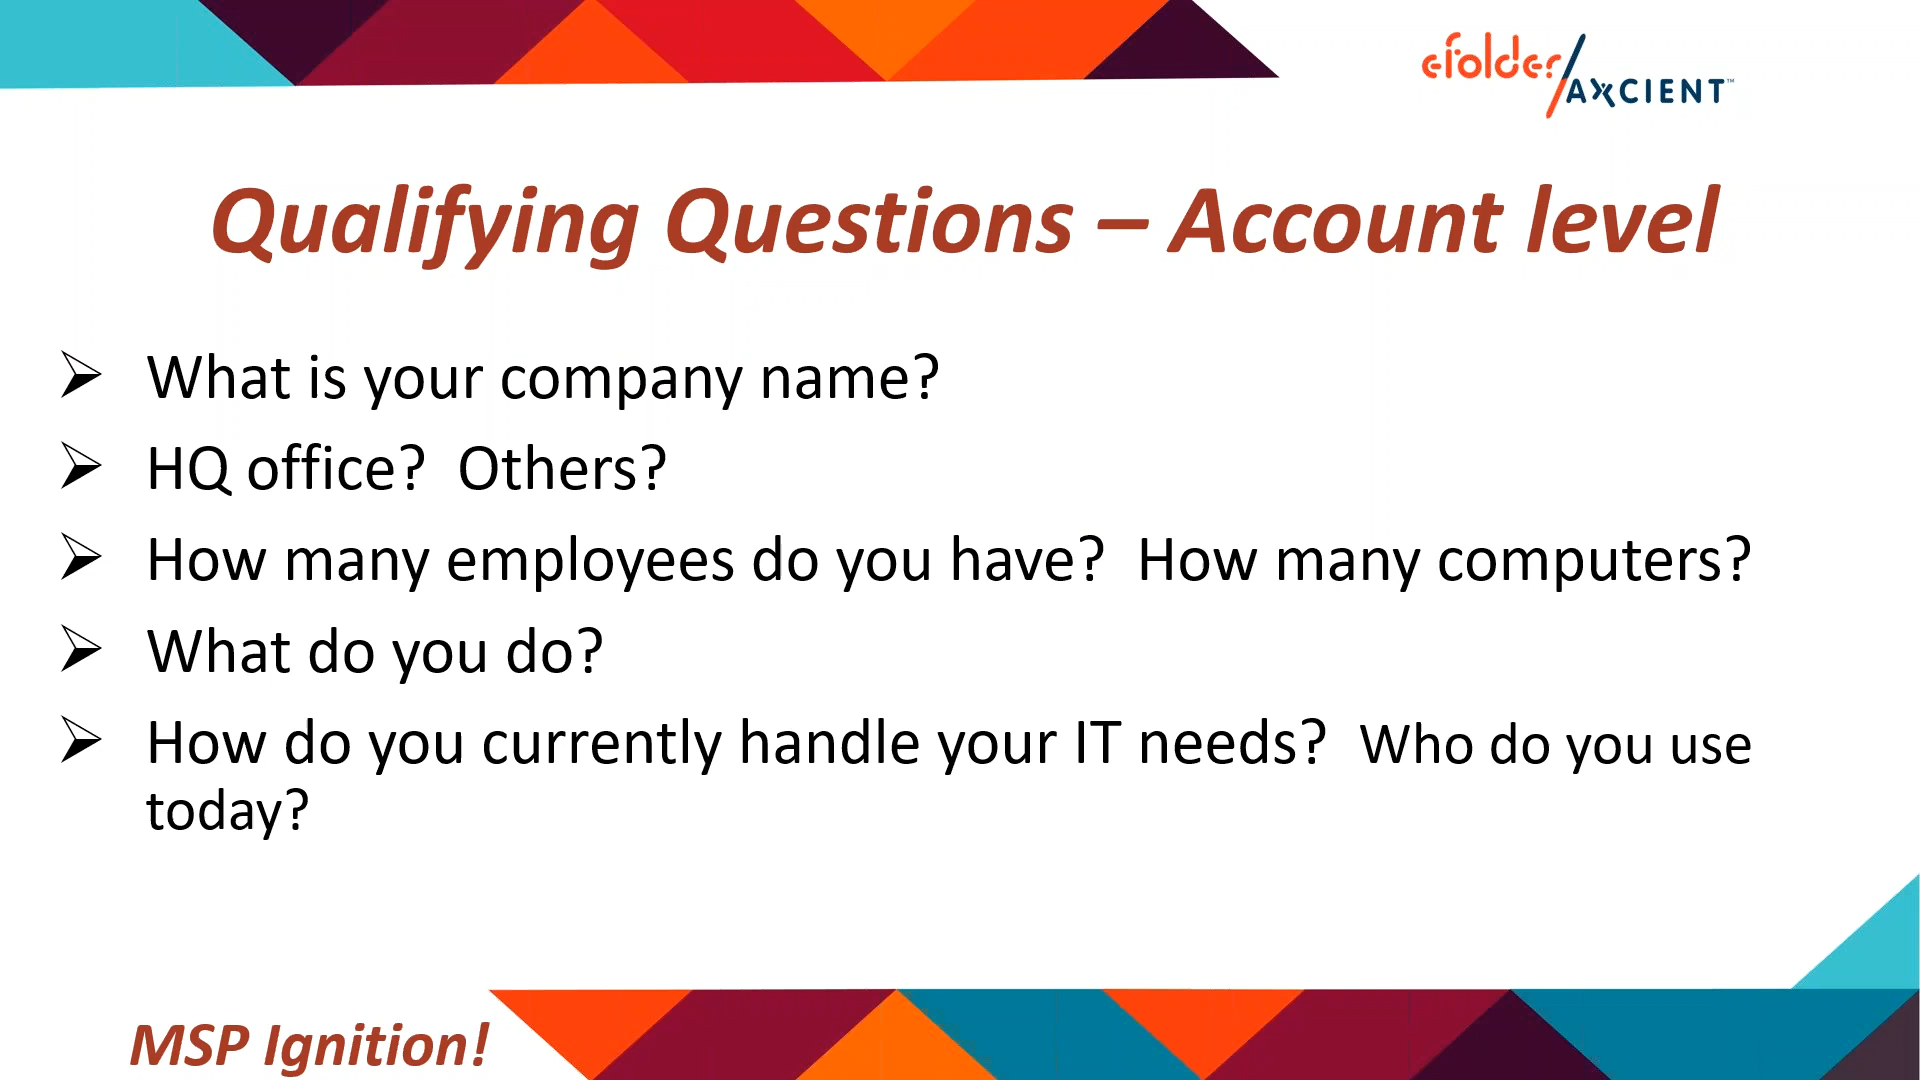 efolder/AXCIENT™
Qualifying Questions – Account level
➢ What is your company name?
➢ HQ office?  Others?
➢ How many employees do you have?  How many computers?
➢ What do you do?
➢ How do you currently handle your IT needs?  Who do you use
today?
MSP Ignition!